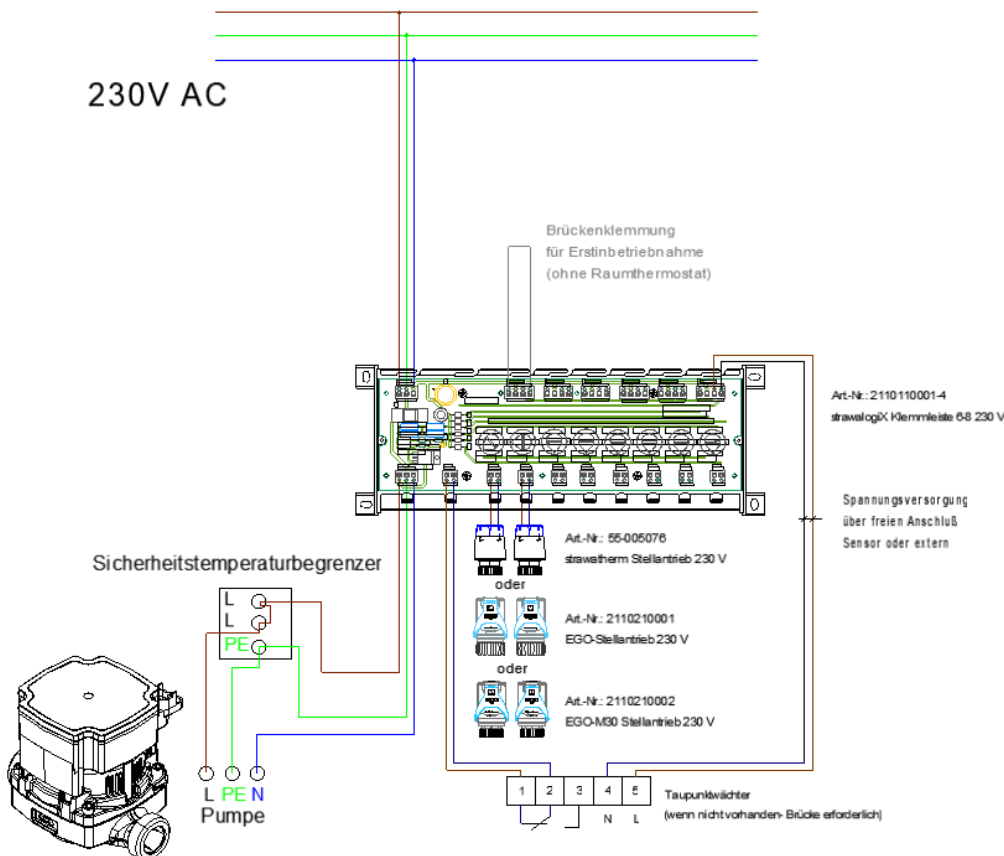 230V AC
Brückenklemmung
für Erstinbetriebnahme
(ohne Raumthermostat)
Art.-Nr.: 2110110001-4
strawalogiX Klemmleiste 6-8 230 V
Spannungsversorgung
über freien Anschluß
Sensor oder extern
Art.-Nr.: 55-005076
strawatherm Stellantrieb 230 V
oder
Art.-Nr.: 2110210001
EGO-Stellantrieb 230 V
oder
Art.-Nr.: 2110210002
EGO-M30 Stellantrieb 230 V
Sicherheitstemperaturbegrenzer
L
L
PE
L PE N
Pumpe
1 2 3 4 5
N L
Taupunktwächter
(wenn nicht vorhanden- Brücke erforderlich)